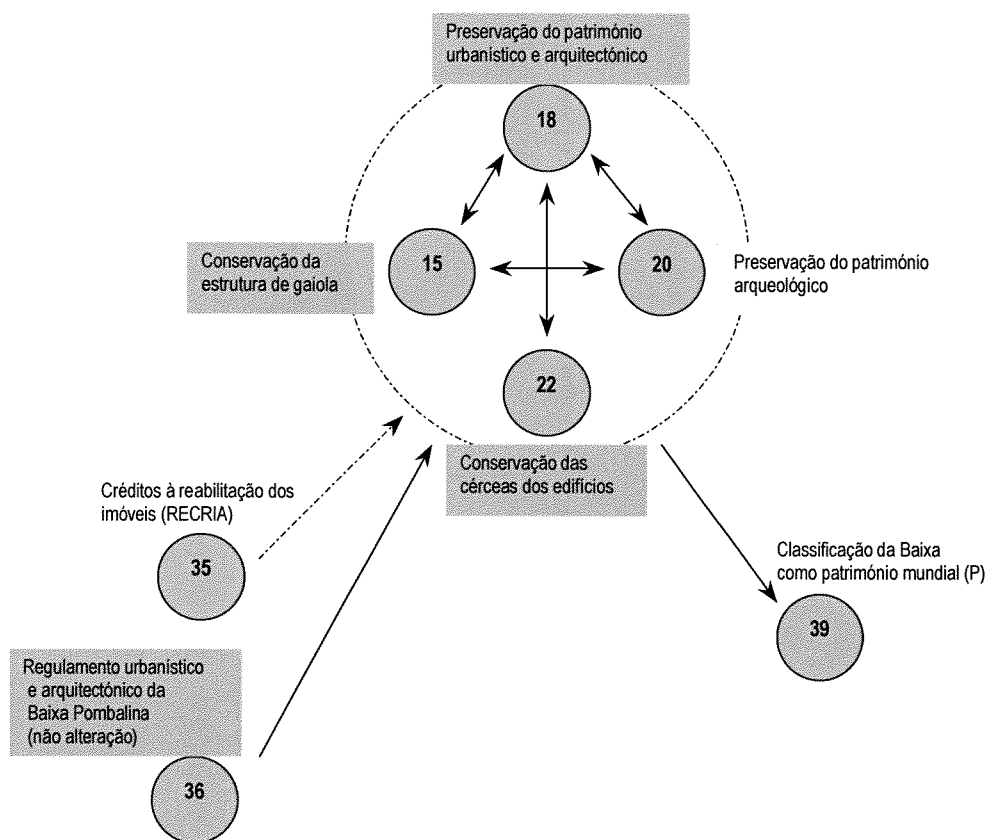 Preservação do património
urbanístico e arquitectónico
18
Conservação da
estrutura de gaiola
15
20
Preservação do património
arqueológico
22
Conservação das
cérceas dos edifícios
Créditos à reabilitação dos
imóveis (RECRIA)
35
Classificação da Baixa
como património mundial (P)
39
Regulamento urbanístico
e arquitectónico da
Baixa Pombalina
(não alteração)
36